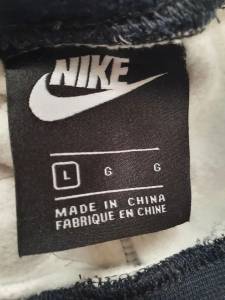 NIKE
L G G
MADE IN CHINA
FABRIQUE EN CHINE